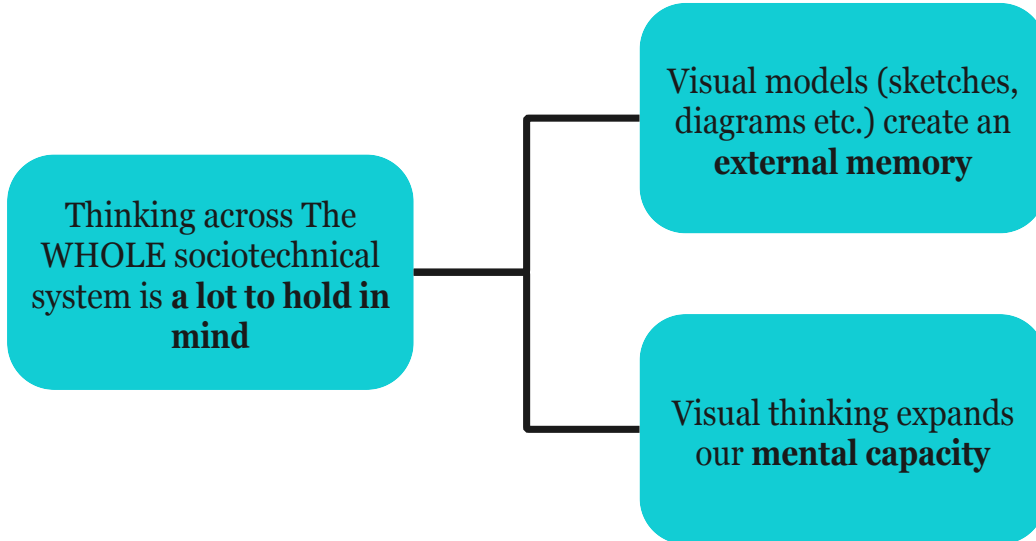 Thinking across The
WHOLE sociotechnical
system is a lot to hold in
mind
Visual models (sketches,
diagrams etc.) create an
external memory
Visual thinking expands
our mental capacity